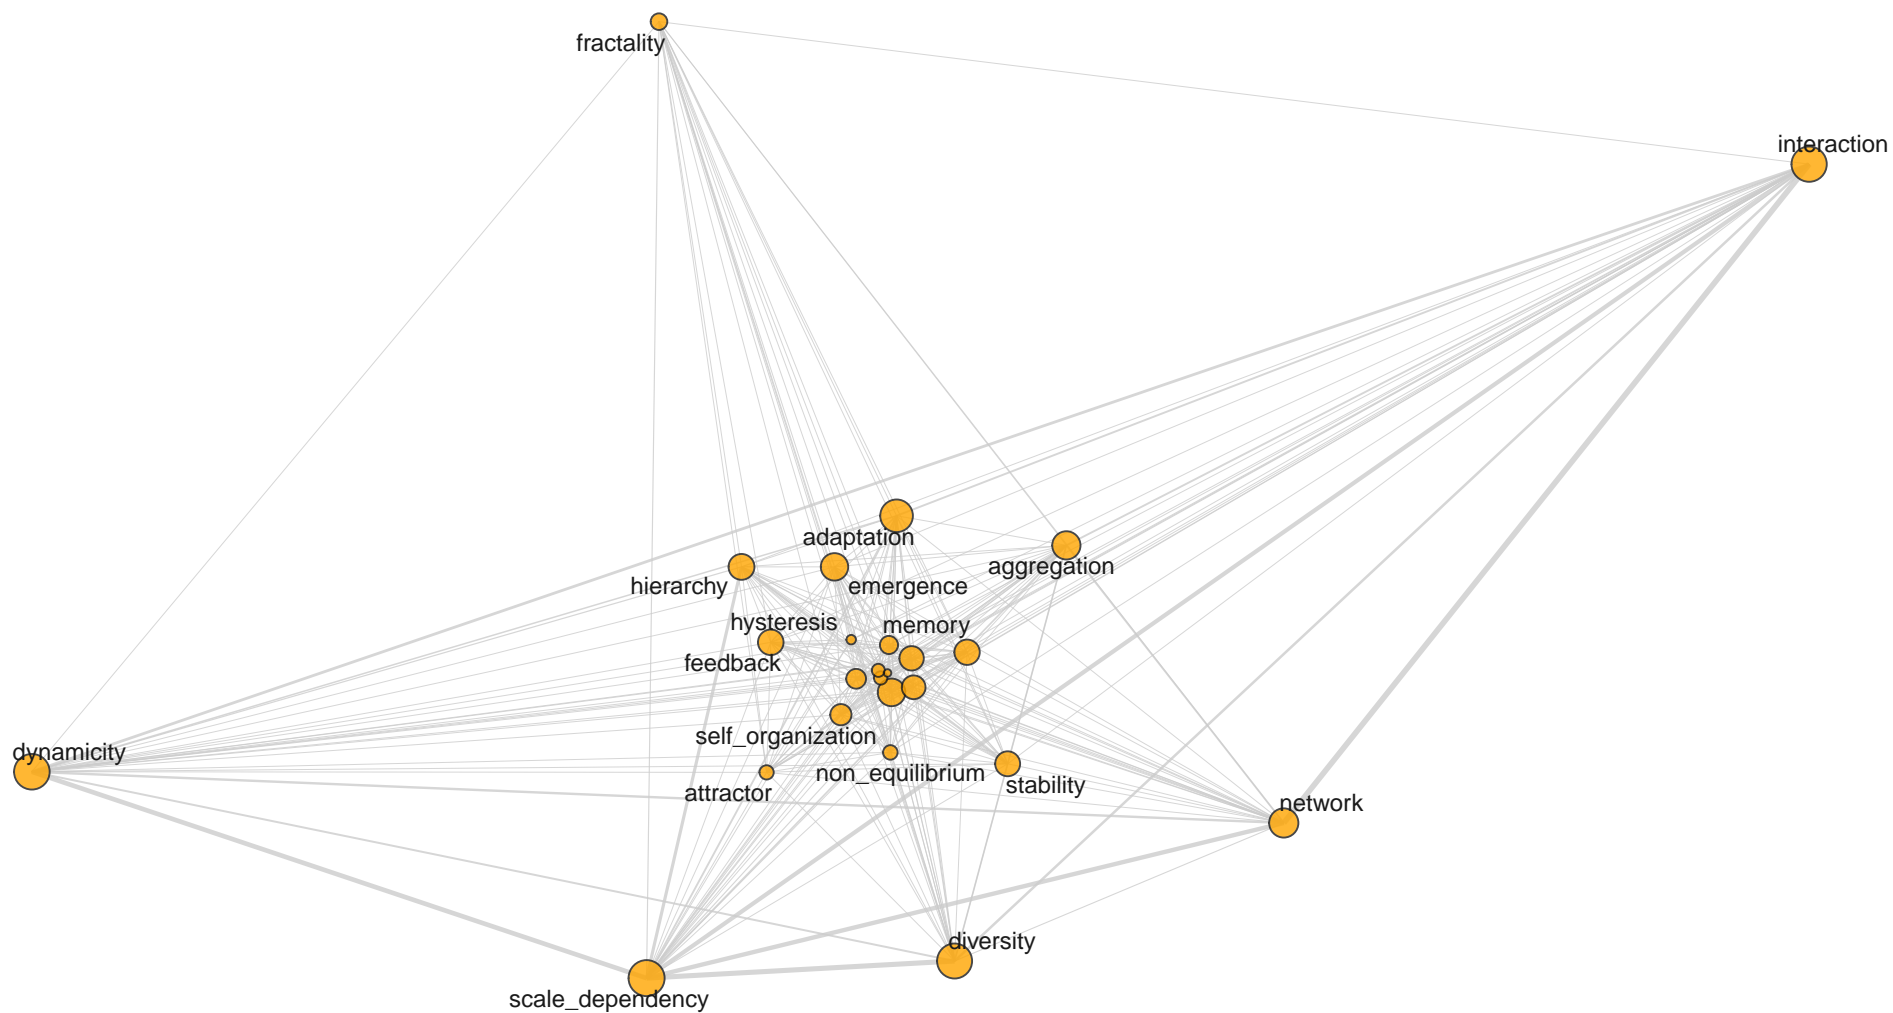 fractality
interaction
adaptation
aggregation
hierarchy
emergence
hysteresis
memory
feedback
self_organization
dynamicity
non_equilibrium
stability
attractor
network
diversity
scale_dependency